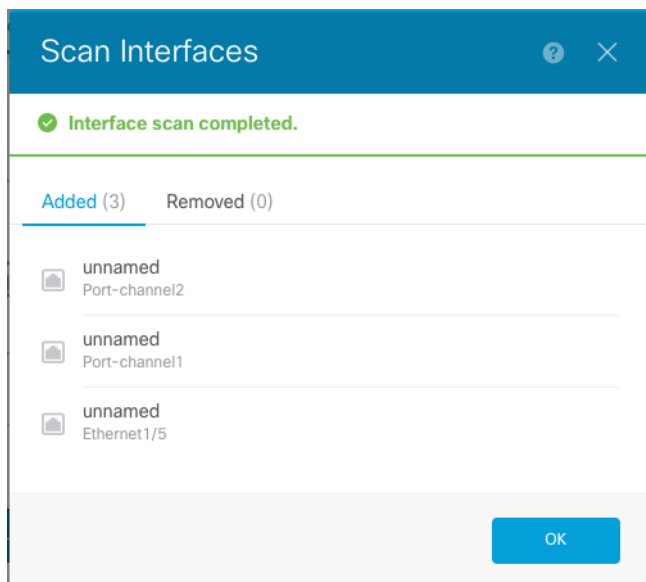 Scan Interfaces
Interface scan completed.
Added (3) Removed (0)
unnamed
Port-channel2
unnamed
Port-channel1
unnamed
Ethernet1/5
OK